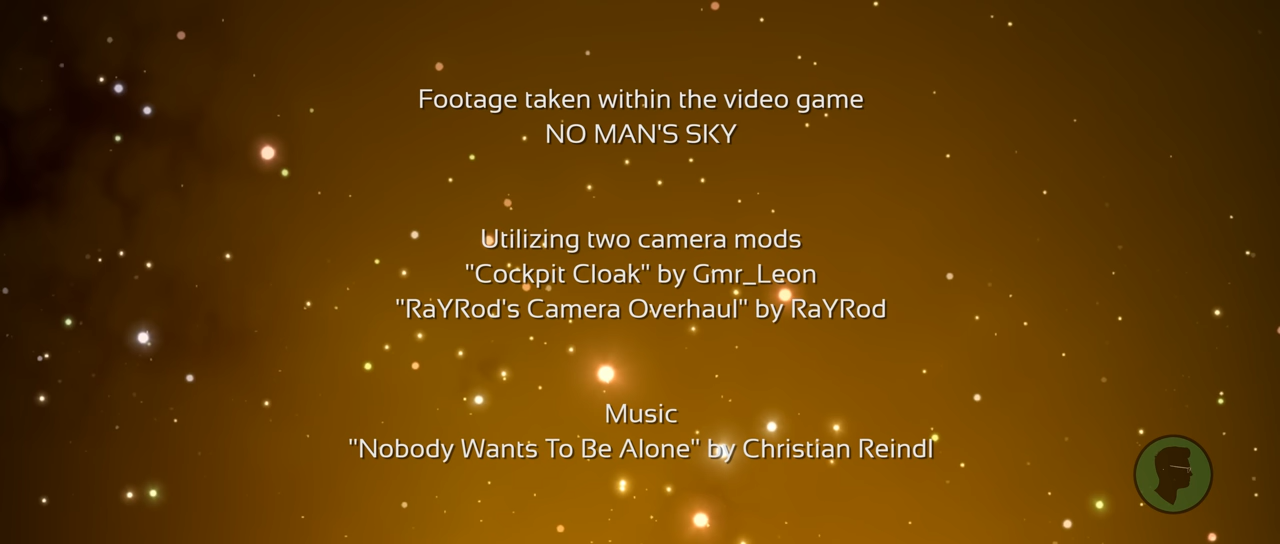 Footage taken within the video game
NO MAN'S SKY
Utilizing two camera mods
"Cockpit Cloak" by Gmr_Leon
"RaYRod's Camera Overhaul" by RaYRod
Music
"Nobody Wants To Be Alone" by Christian Reindl